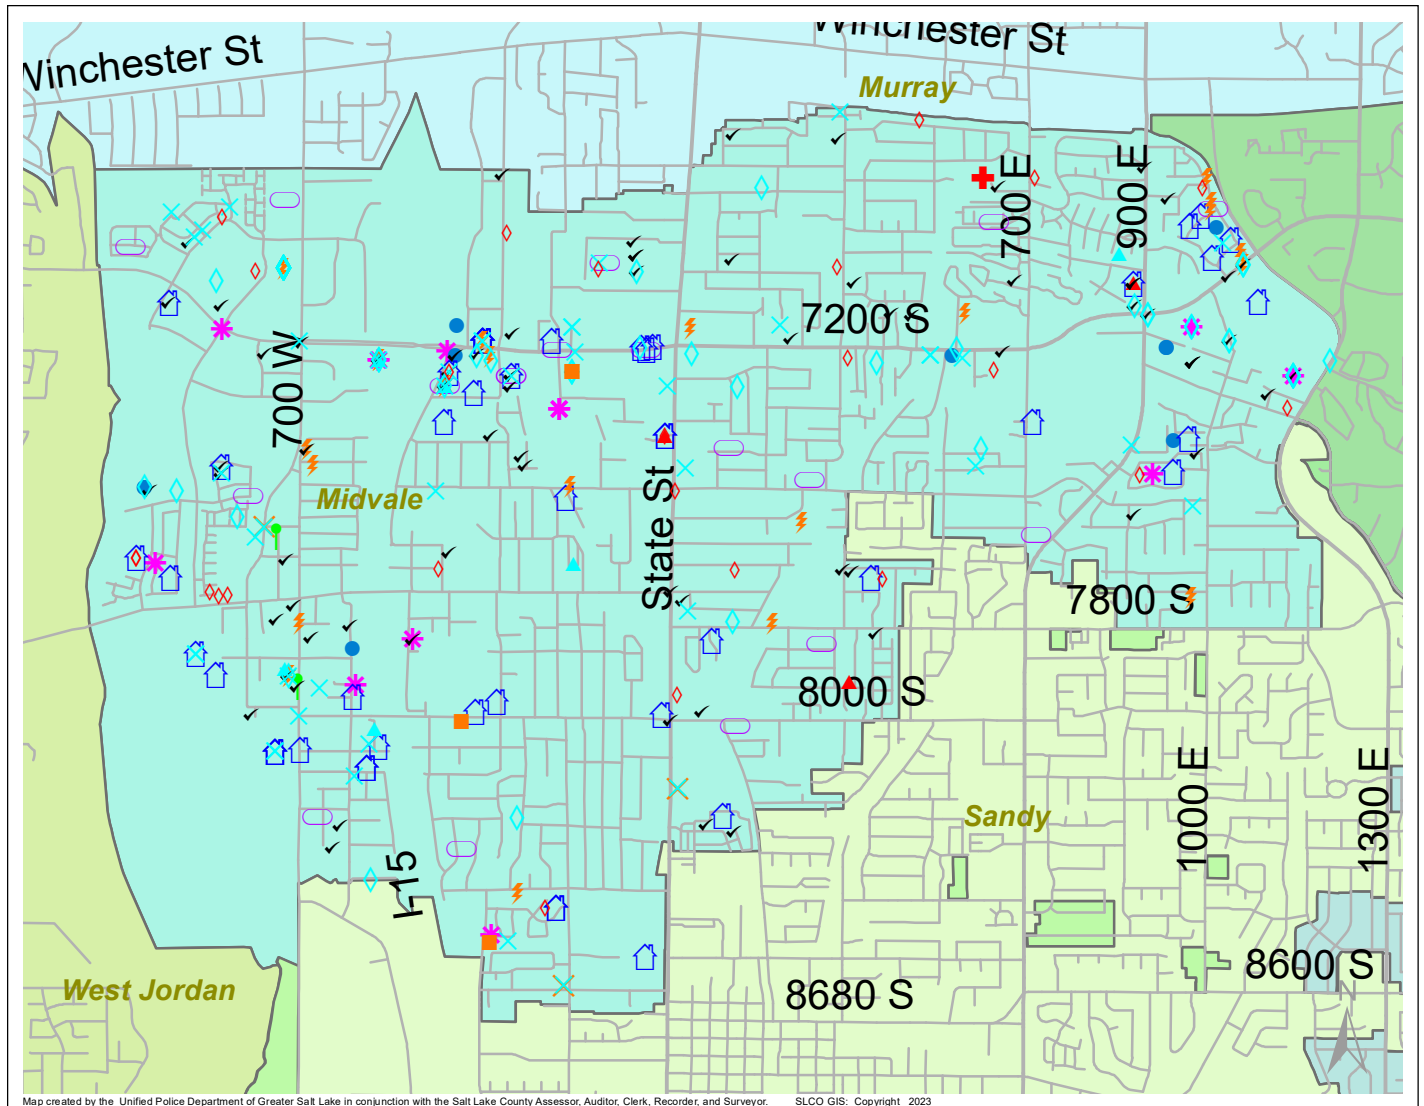 Winchester St
Winchester St
Murray
700 E
900 E
7200 S
700 W
Midvale
State St
7800 S
8000 S
Sandy
1000 E
1300 E
I-15
West Jordan
8600 S
8680 S
Map created by the Unified Police Department of Greater Salt Lake in conjunction with the Salt Lake County Assessor, Auditor, Clerk, Recorder, and Surveyor. SLCO GIS: Copyright 2023